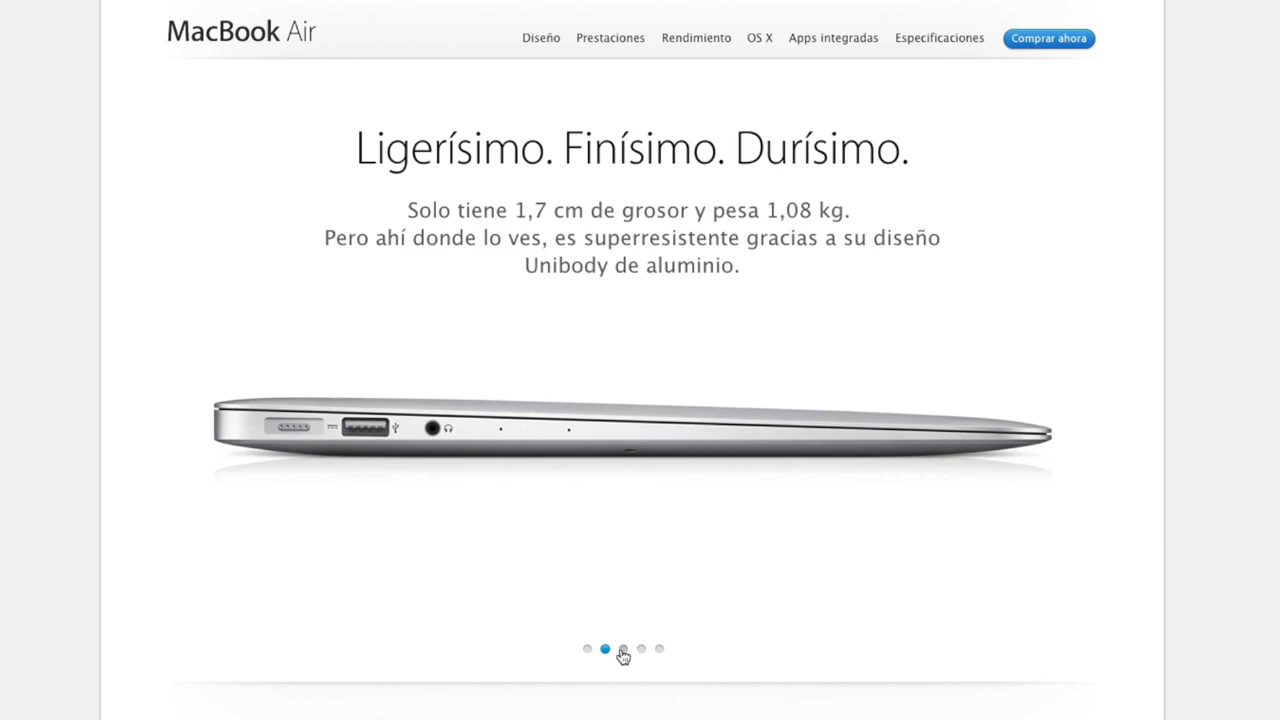 MacBook Air
Diseño Prestaciones Rendimiento OS X Apps integradas Especificaciones Comprar ahora
Ligerísimo. Finísimo. Durísimo.
Solo tiene 1,7 cm de grosor y pesa 1,08 kg.
Pero ahí donde lo ves, es superresistente gracias a su diseño
Unibody de aluminio.